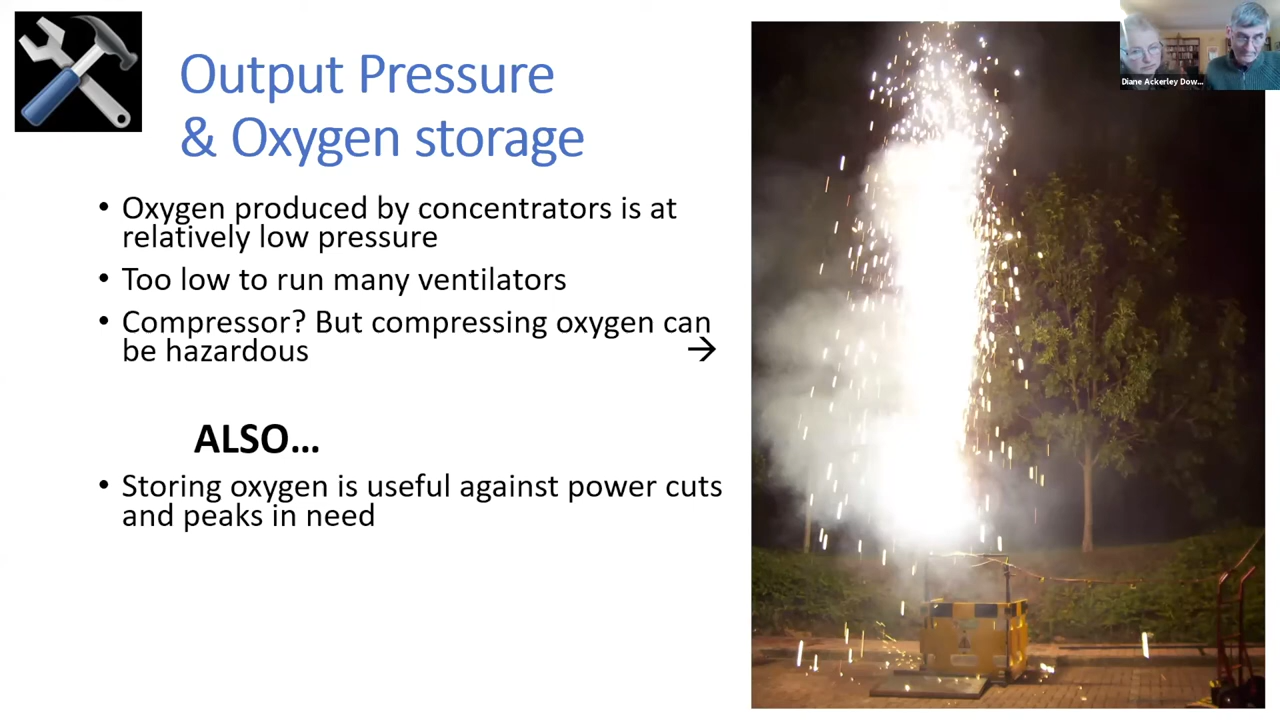 Output Pressure
& Oxygen storage
Diane Ackerley Dow...
• Oxygen produced by concentrators is at
relatively low pressure
• Too low to run many ventilators
• Compressor? But compressing oxygen can
be hazardous →
ALSO...
• Storing oxygen is useful against power cuts
and peaks in need